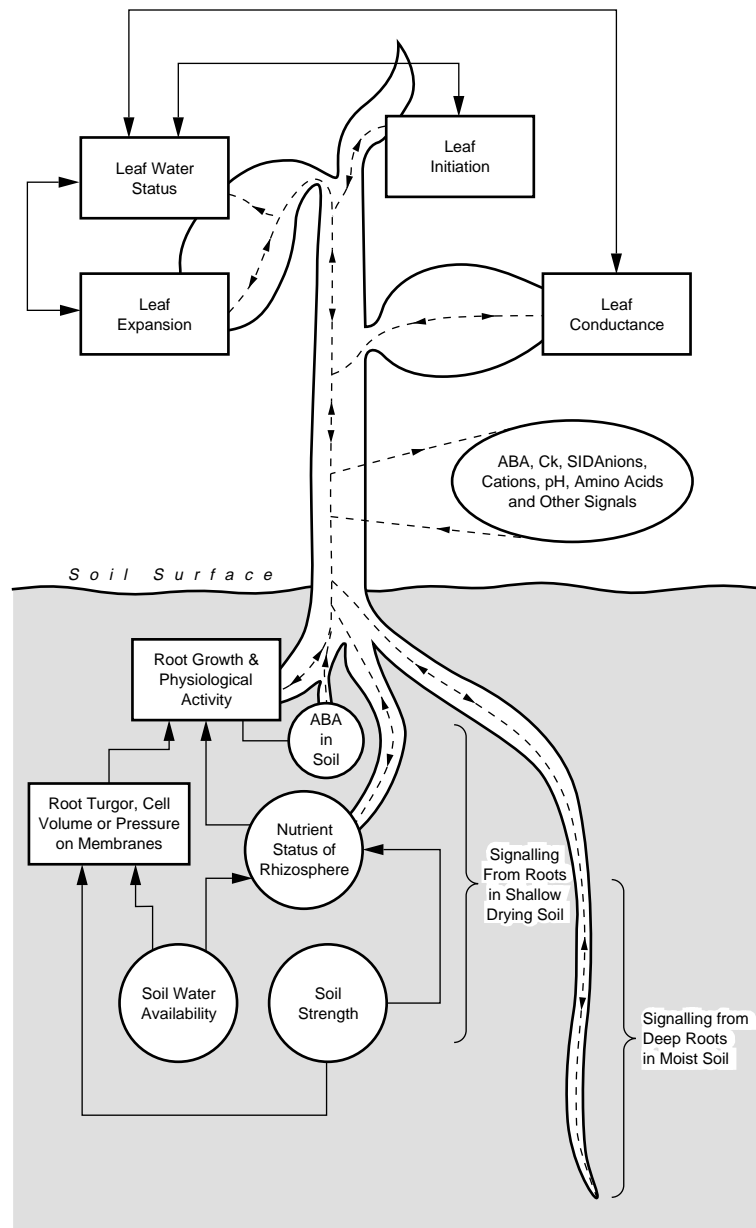 Leaf Water
Status
Leaf
Initiation
Leaf
Expansion
Leaf
Conductance
ABA, Ck, SIDAnions,
Cations, pH, Amino Acids
and Other Signals
Soil Surface
Root Growth &
Physiological
Activity
ABA
in
Soil
Root Turgor, Cell
Volume or Pressure
on Membranes
Nutrient
Status of
Rhizosphere
Signalling
From Roots
in Shallow
Drying Soil
Soil Water
Availability
Soil
Strength
Signalling from
Deep Roots
in Moist Soil